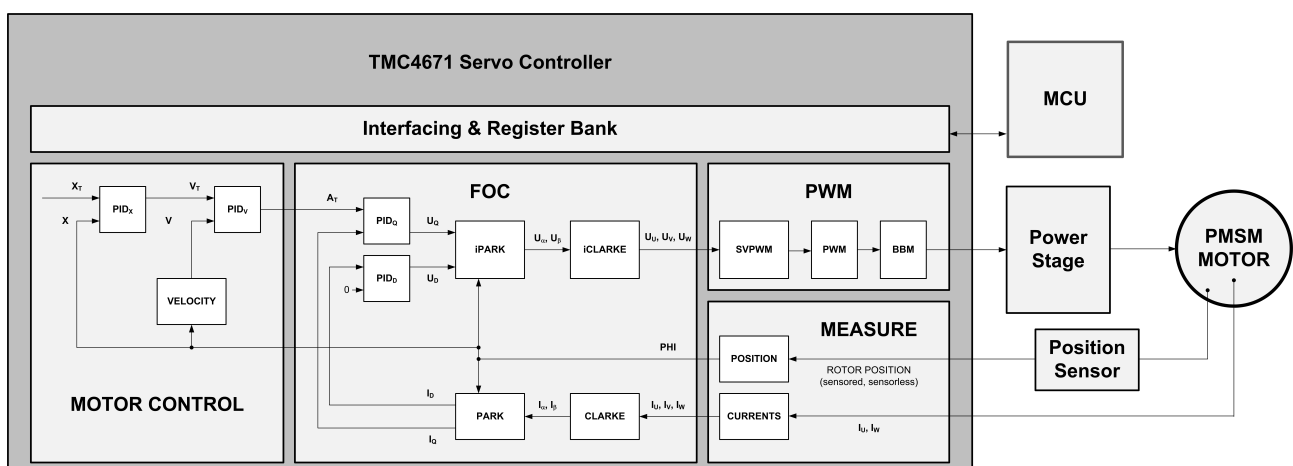 TMC4671 Servo Controller
MCU
Interfacing & Register Bank
FOC
PWM
X_T
V_T
A_T
PID_X
PID_V
PID_Q
U_Q
X
V
iPARK
U_α, U_β
iCLARKE
U_U, U_V, U_W
SVPWM
PWM
BBM
Power
Stage
PMSM
MOTOR
PID_D
U_D
0
VELOCITY
MEASURE
PHI
POSITION
Position
Sensor
ROTOR POSITION
(sensored, sensorless)
MOTOR CONTROL
I_D
PARK
I_α, I_β
CLARKE
I_U, I_V, I_W
CURRENTS
I_U, I_W
I_Q